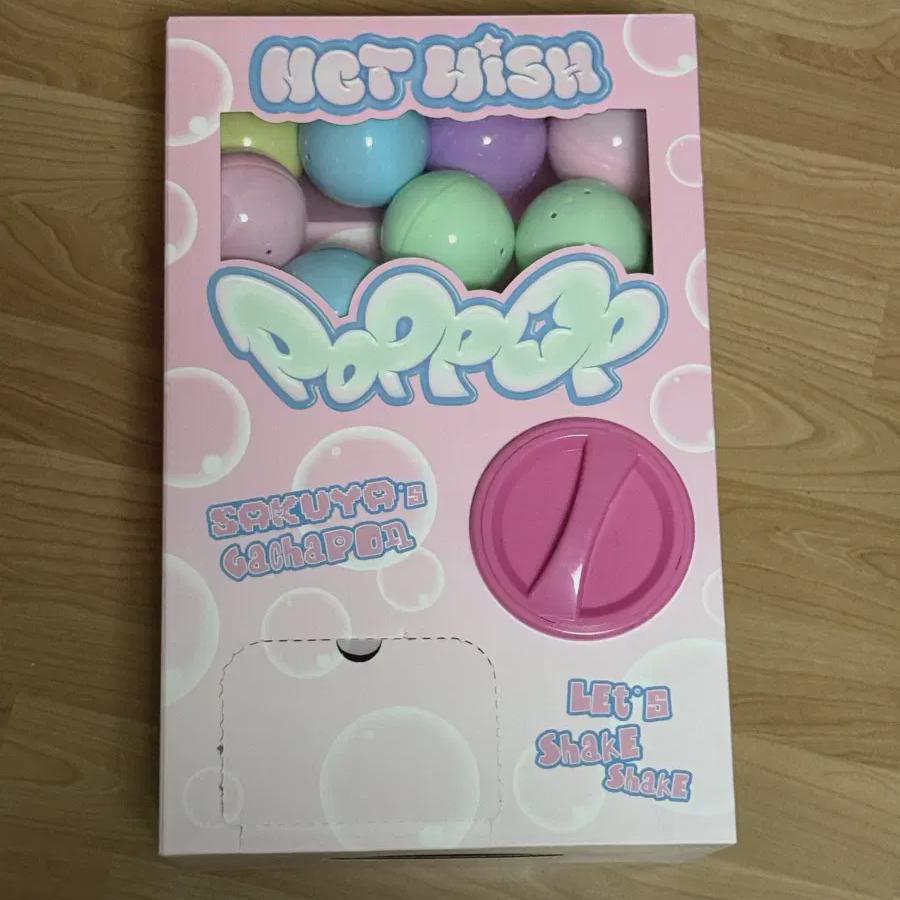 NCT WISH
POPPOP
SAKUYA's
GachaPOn
LEt's
ShakE
ShakE